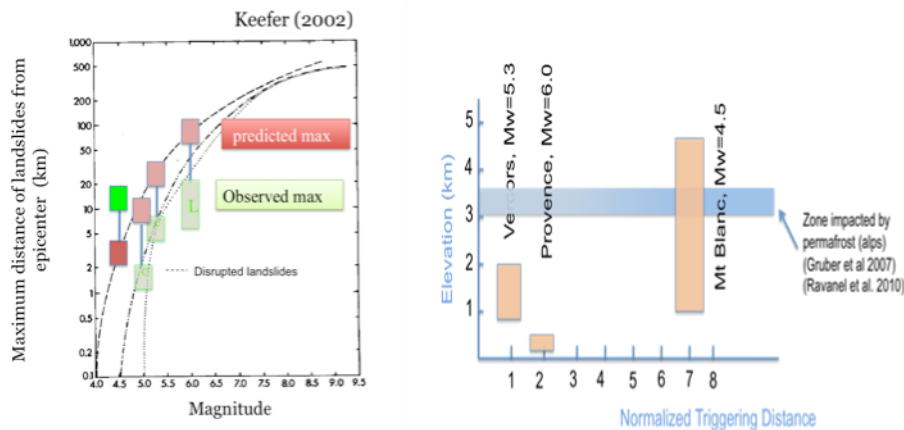 Keefer (2002)
Maximum distance of landslides from
epicenter (km)
1,000
500
200
100
50
20
10
5
2
1
0.5
0.2
0.1
predicted max
Observed max
L
Disrupted landslides
4.0 4.5 5.0 5.5 6.0 6.5 7.0 7.5 8.0 8.5 9.0 9.5
Magnitude
Elevation (km)
5
4
3
2
1
Vercors, Mw=5.3
Provence, Mw=6.0
Mt Blanc, Mw=4.5
Zone impacted by
permafrost (alps)
(Gruber et al 2007)
(Ravanel et al. 2010)
1 2 3 4 5 6 7 8
Normalized Triggering Distance